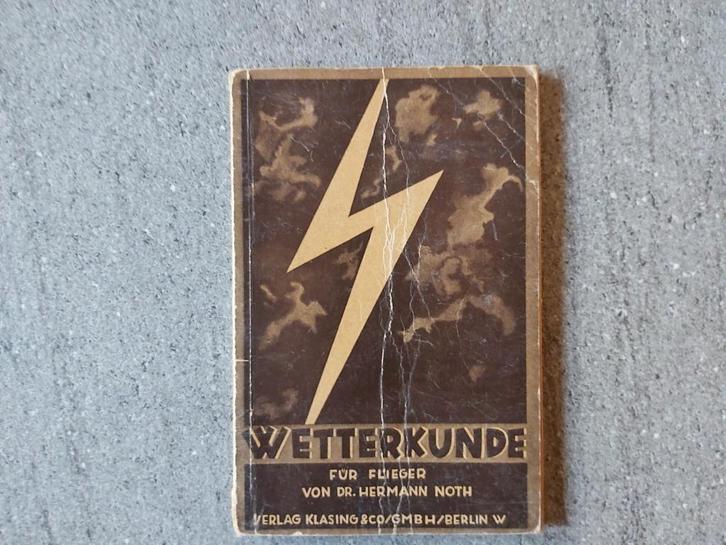 WETTERKUNDE
FÜR FLIEGER
VON DR. HERMANN NOTH
VERLAG KLASING & CO/GMBH/BERLIN W